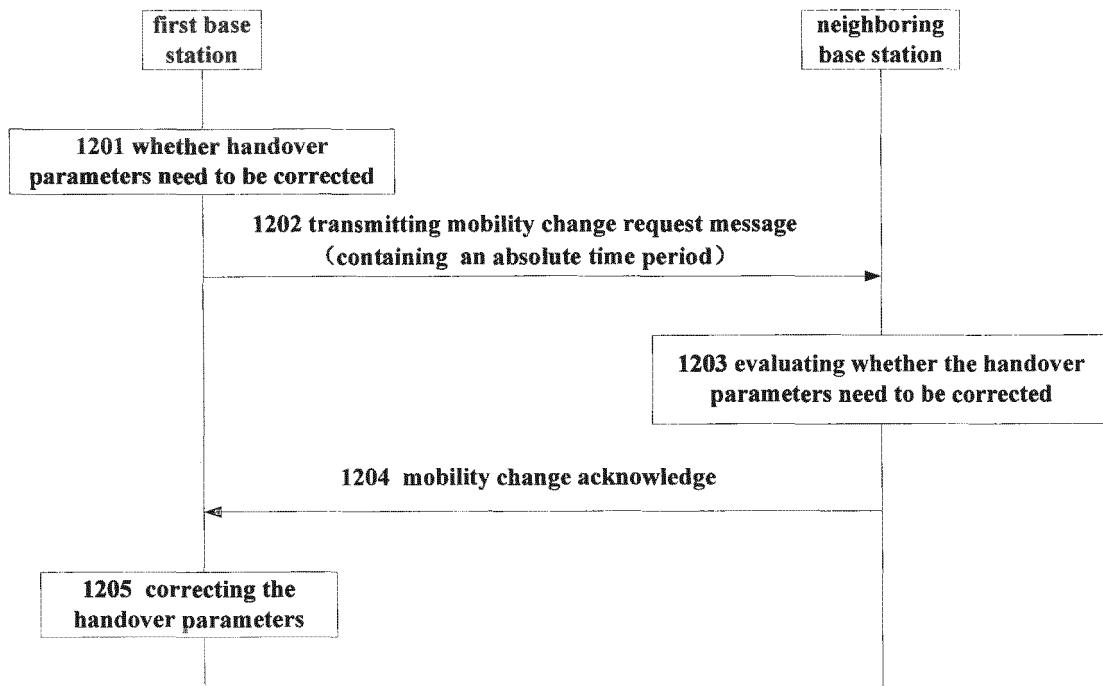 first base
station
neighboring
base station
1201 whether handover
parameters need to be corrected
1202 transmitting mobility change request message
（containing an absolute time period）
1203 evaluating whether the handover
parameters need to be corrected
1204 mobility change acknowledge
1205 correcting the
handover parameters